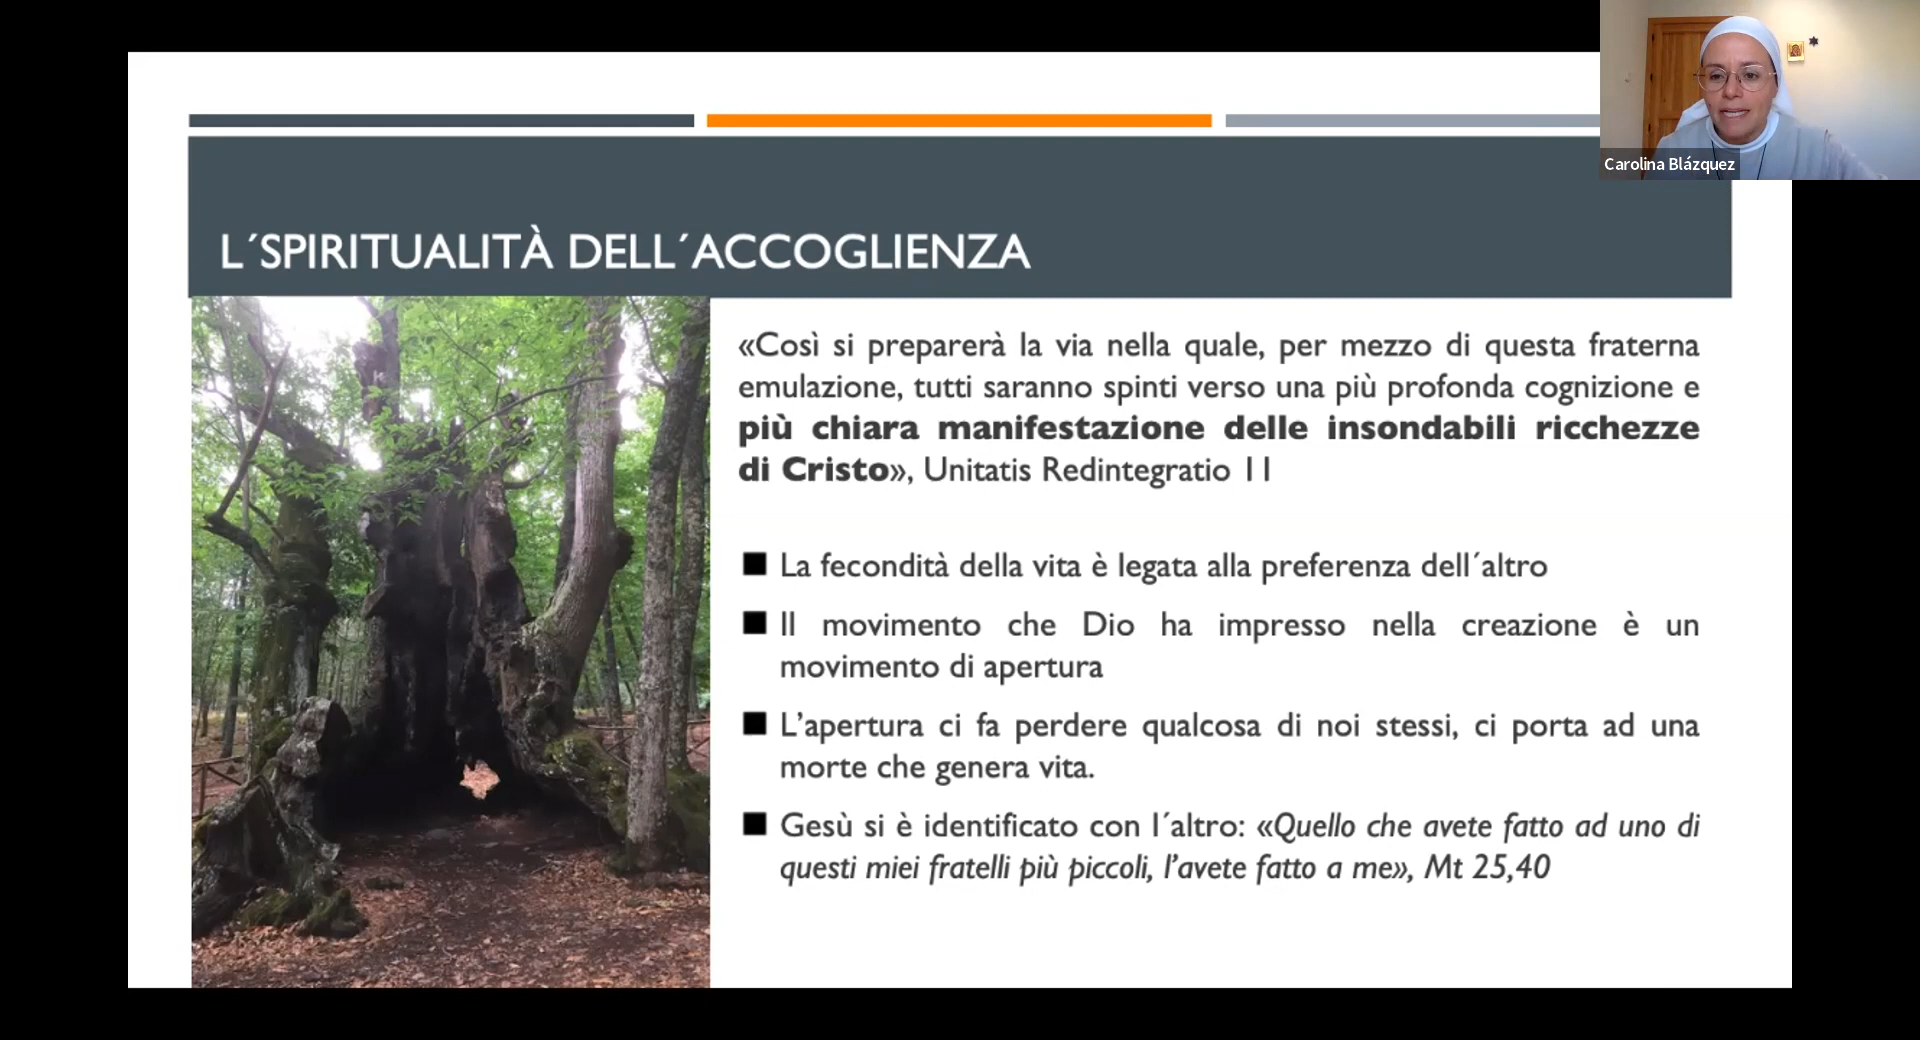 Carolina Blázquez
L´SPIRITUALITÀ DELL´ACCOGLIENZA
«Così si preparerà la via nella quale, per mezzo di questa fraterna
emulazione, tutti saranno spinti verso una più profonda cognizione e
più chiara manifestazione delle insondabili ricchezze
di Cristo», Unitatis Redintegratio 11
La fecondità della vita è legata alla preferenza dell´altro
Il movimento che Dio ha impresso nella creazione è un
movimento di apertura
L’apertura ci fa perdere qualcosa di noi stessi, ci porta ad una
morte che genera vita.
Gesù si è identificato con l´altro: «Quello che avete fatto ad uno di
questi miei fratelli più piccoli, l’avete fatto a me», Mt 25,40